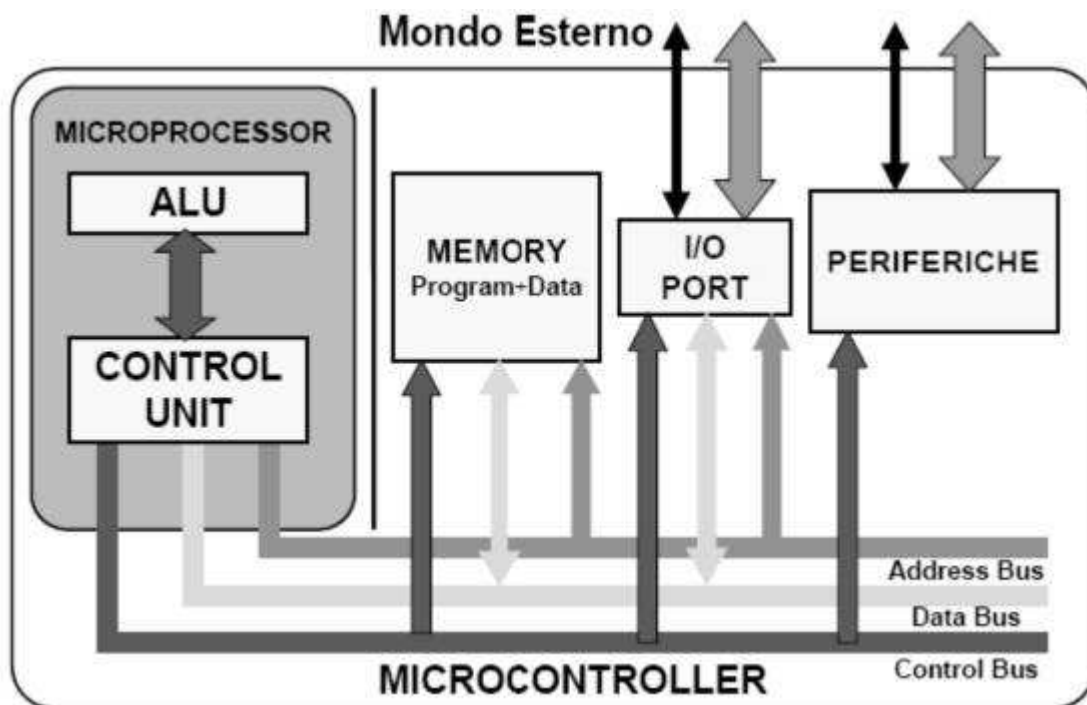 Mondo Esterno
MICROPROCESSOR
ALU
CONTROL
UNIT
MEMORY
Program+Data
I/O
PORT
PERIFERICHE
Address Bus
Data Bus
Control Bus
MICROCONTROLLER